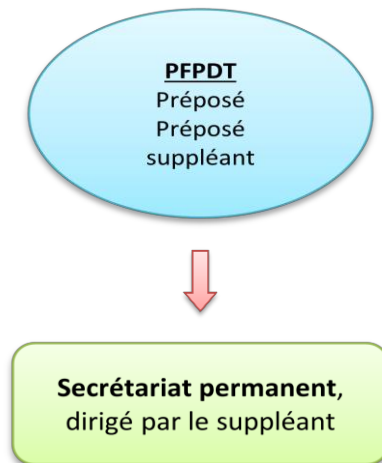 PFPDT
Préposé
Préposé
suppléant
Secrétariat permanent,
dirigé par le suppléant